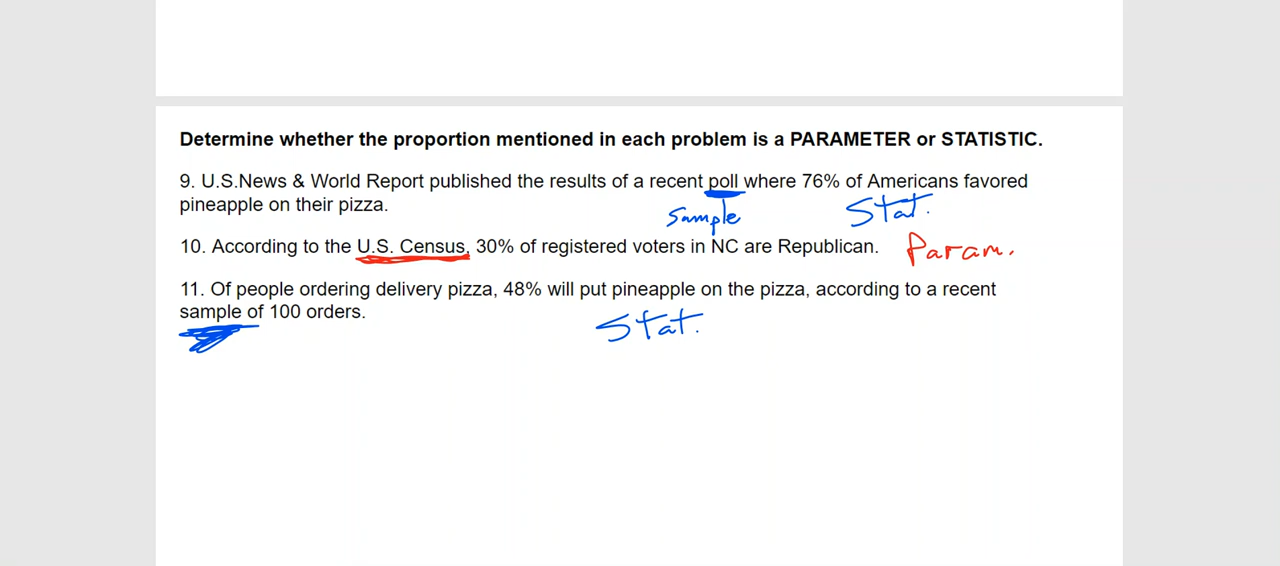 Determine whether the proportion mentioned in each problem is a PARAMETER or STATISTIC.
9. U.S.News & World Report published the results of a recent poll where 76% of Americans favored
pineapple on their pizza.
sample
Stat.
10. According to the U.S. Census, 30% of registered voters in NC are Republican.
Param.
11. Of people ordering delivery pizza, 48% will put pineapple on the pizza, according to a recent
sample of 100 orders.
Stat.